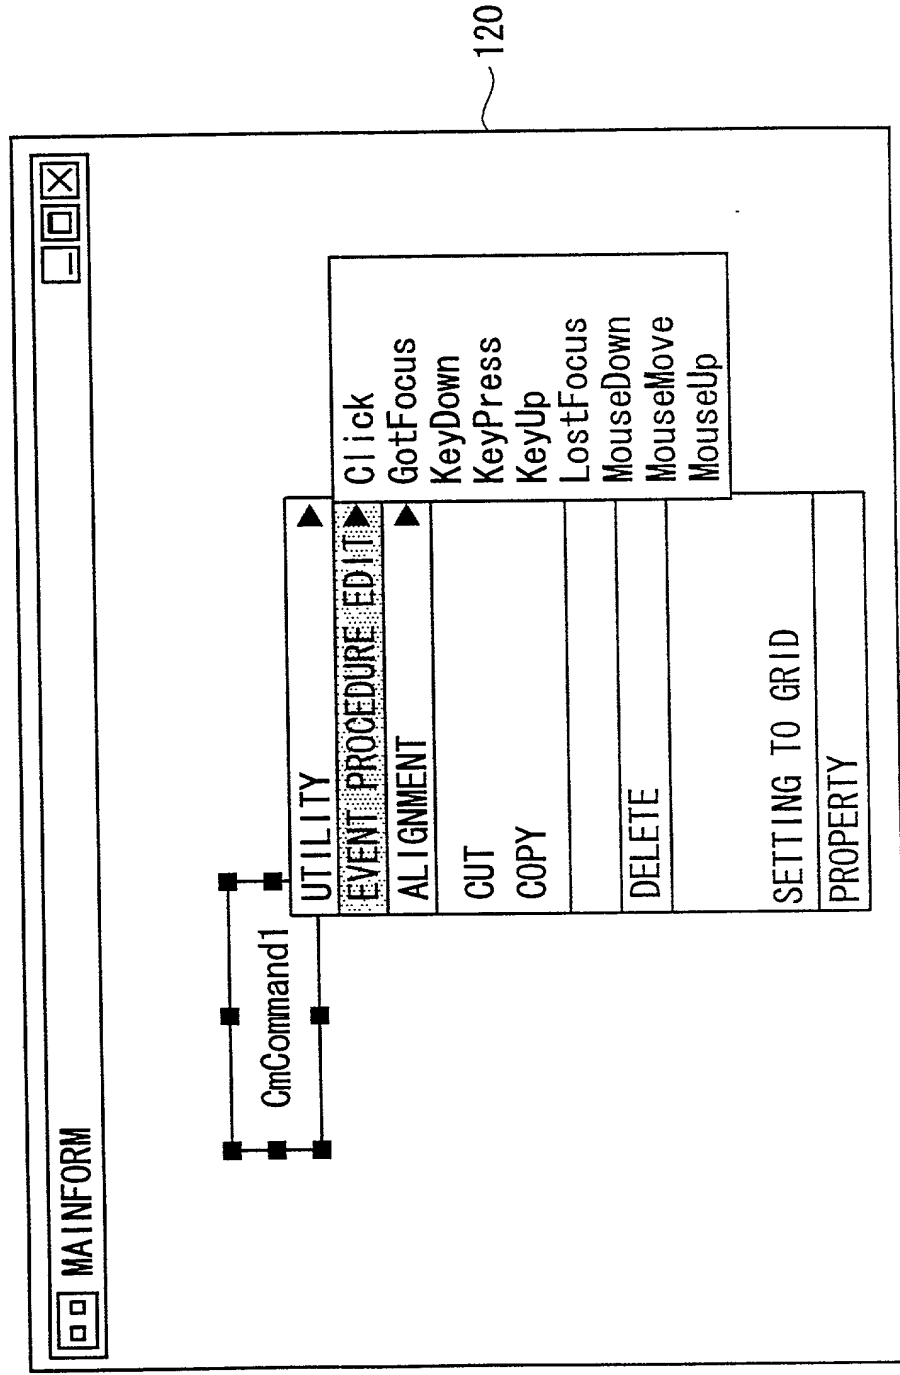 120
MAINFORM
CmCommand1
UTILITY
EVENT PROCEDURE EDIT
ALIGNMENT
CUT
COPY
DELETE
SETTING TO GRID
PROPERTY
Click
GotFocus
KeyDown
KeyPress
KeyUp
LostFocus
MouseDown
MouseMove
MouseUp